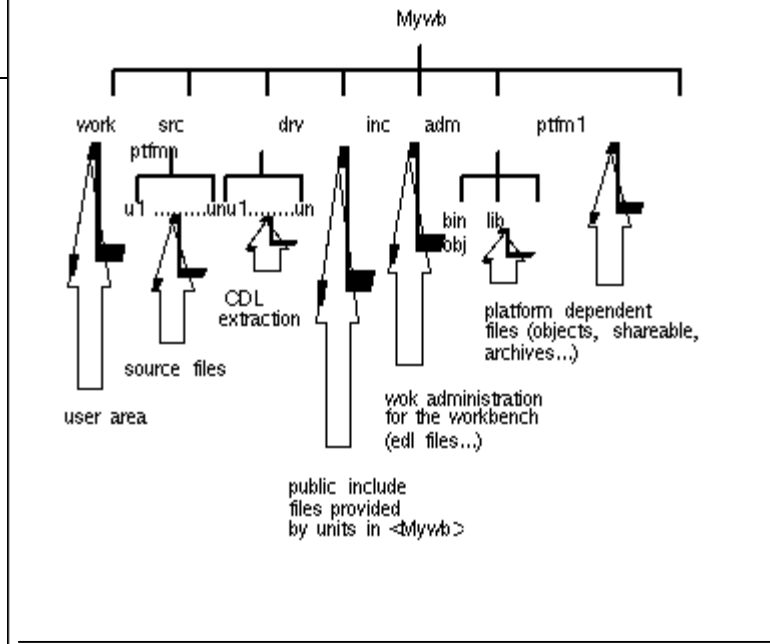 Mywb
work src drv inc adm ptfm1
ptfmn
u1 ........unu1........un
bin lib
obj
CDL
extraction
platform dependent
files (objects, shareable,
archives...)
source files
wok administration
for the workbench
(edl files...)
user area
public include
files provided
by units in <Mywb>